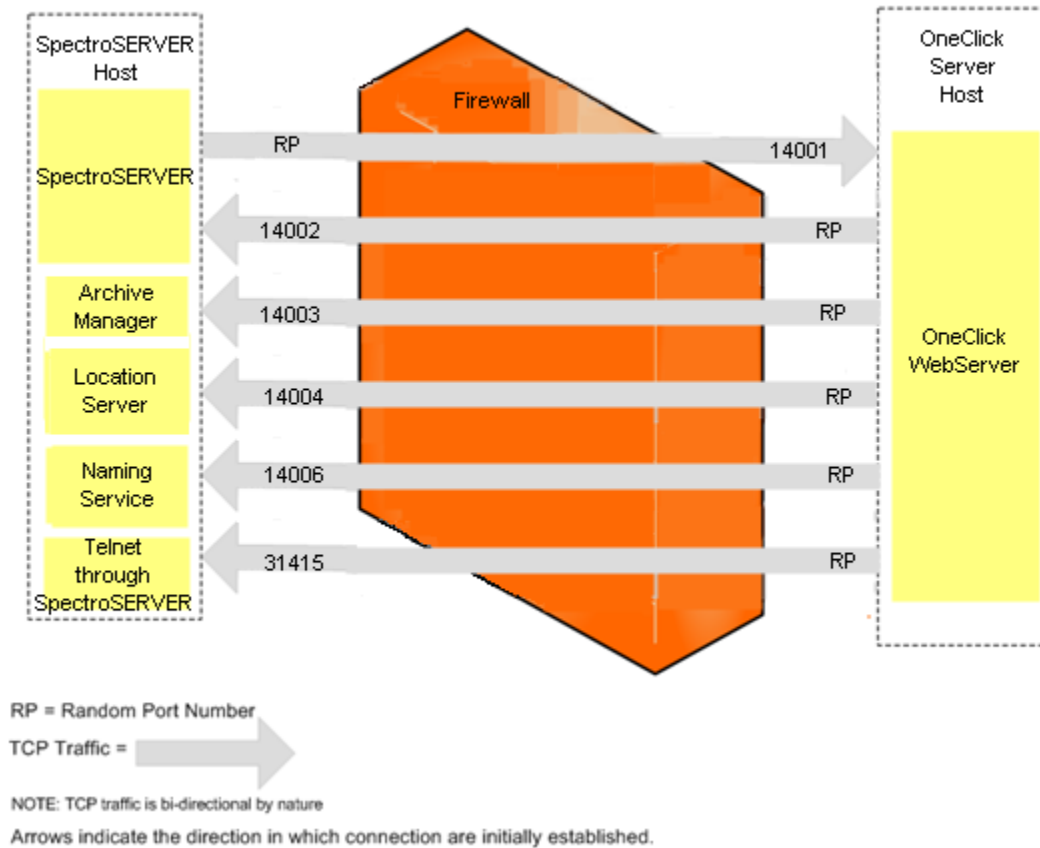 SpectroSERVER
Host
SpectroSERVER
Archive
Manager
Location
Server
Naming
Service
Telnet
through
SpectroSERVER
Firewall
RP
14001
14002
RP
14003
RP
14004
RP
14006
RP
31415
RP
OneClick
Server
Host
OneClick
WebServer
RP = Random Port Number
TCP Traffic =
NOTE: TCP traffic is bi-directional by nature
Arrows indicate the direction in which connection are initially established.